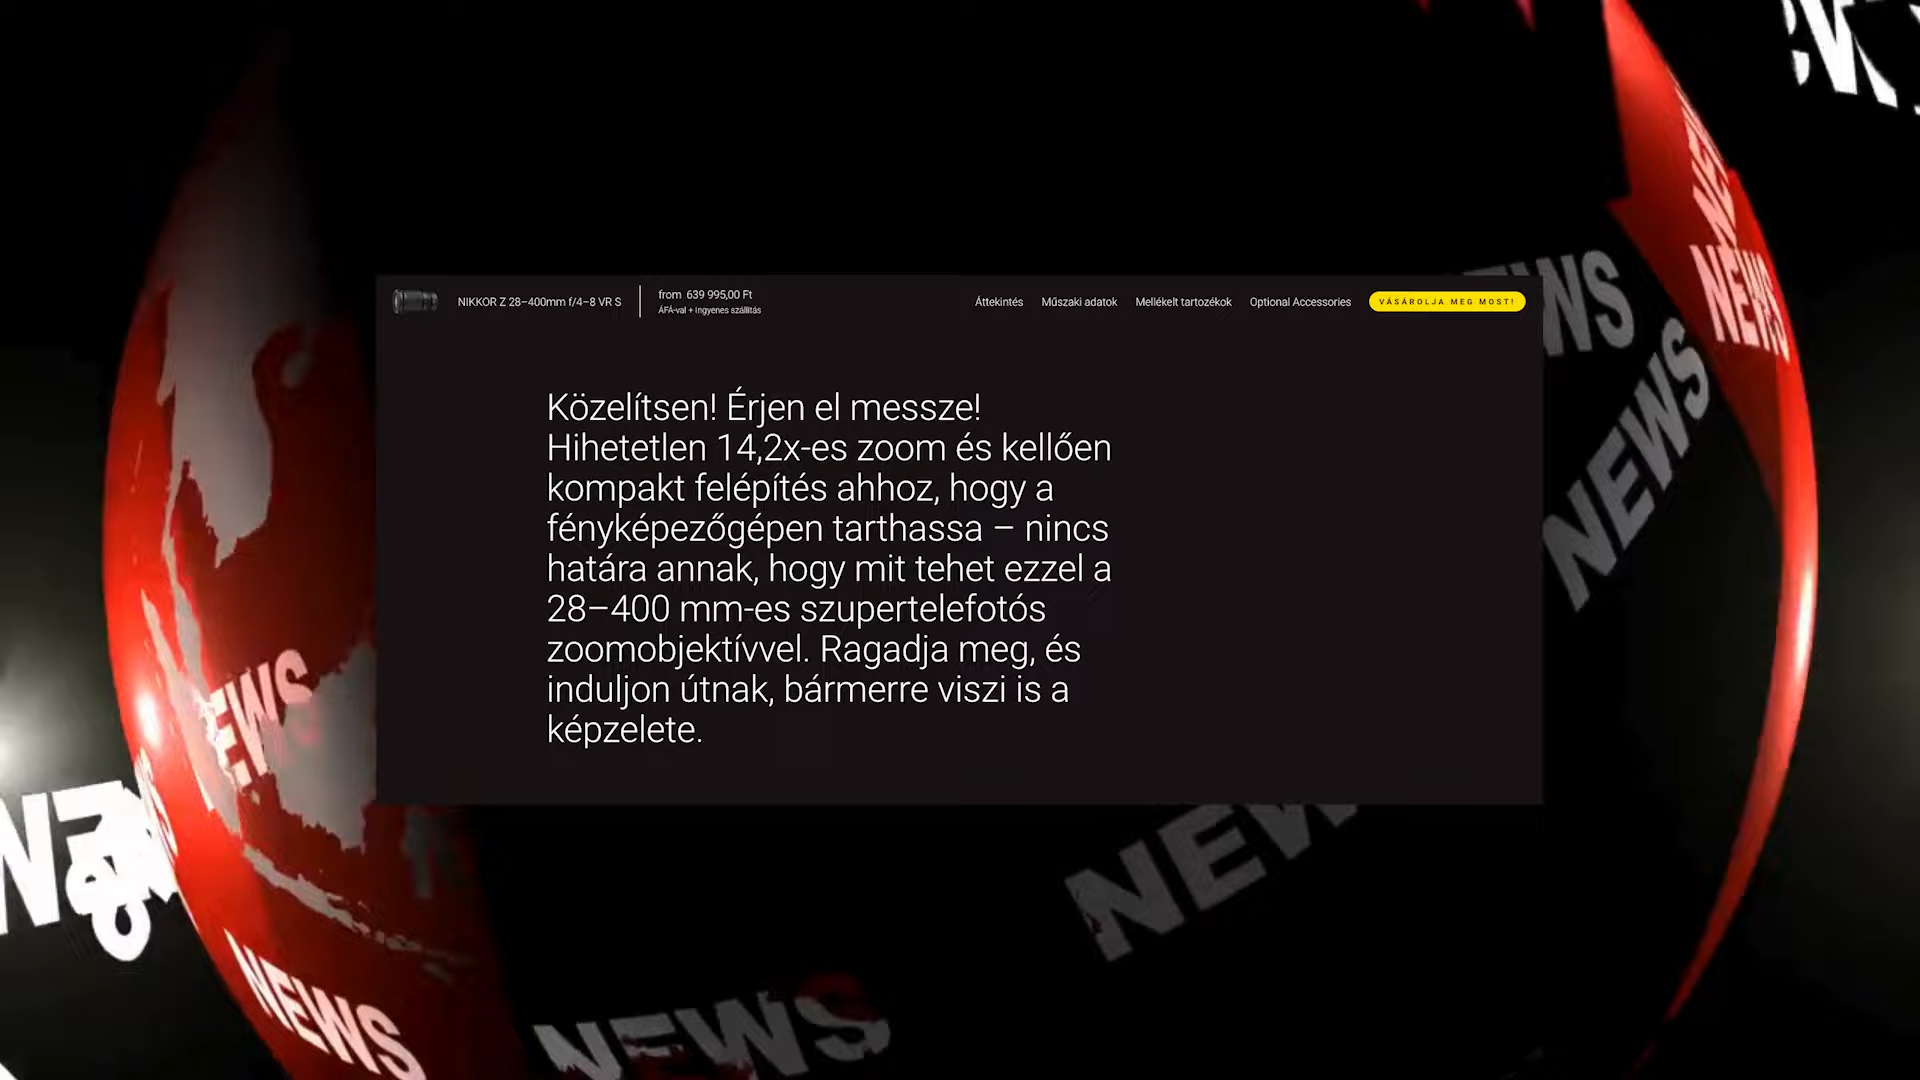 NIKKOR Z 28–400mm f/4–8 VR S
from 639 995,00 Ft
ÁFÁ-val + ingyenes szállítás
Áttekintés Műszaki adatok Mellékelt tartozékok Optional Accessories VÁSÁROLJA MEG MOST!
Közelítsen! Érjen el messze!
Hihetetlen 14,2x-es zoom és kellően
kompakt felépítés ahhoz, hogy a
fényképezőgépen tarthassa – nincs
határa annak, hogy mit tehet ezzel a
28–400 mm-es szupertelefotós
zoomobjektívvel. Ragadja meg, és
induljon útnak, bármerre viszi is a
képzelete.
NEWS
NEWS
NEWS
NEWS